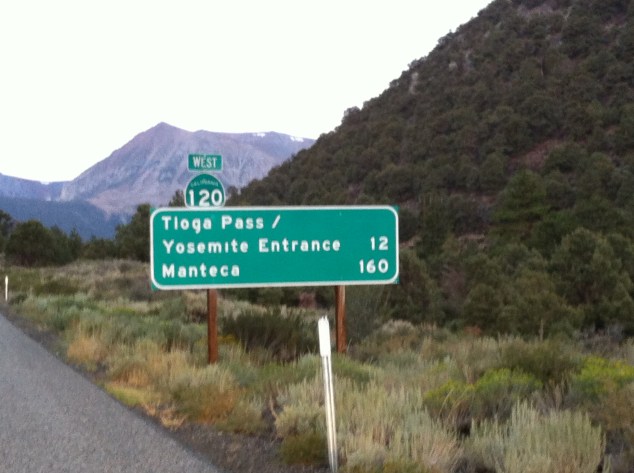 WEST
CALIFORNIA
120
Tioga Pass /
Yosemite Entrance 12
Manteca 160